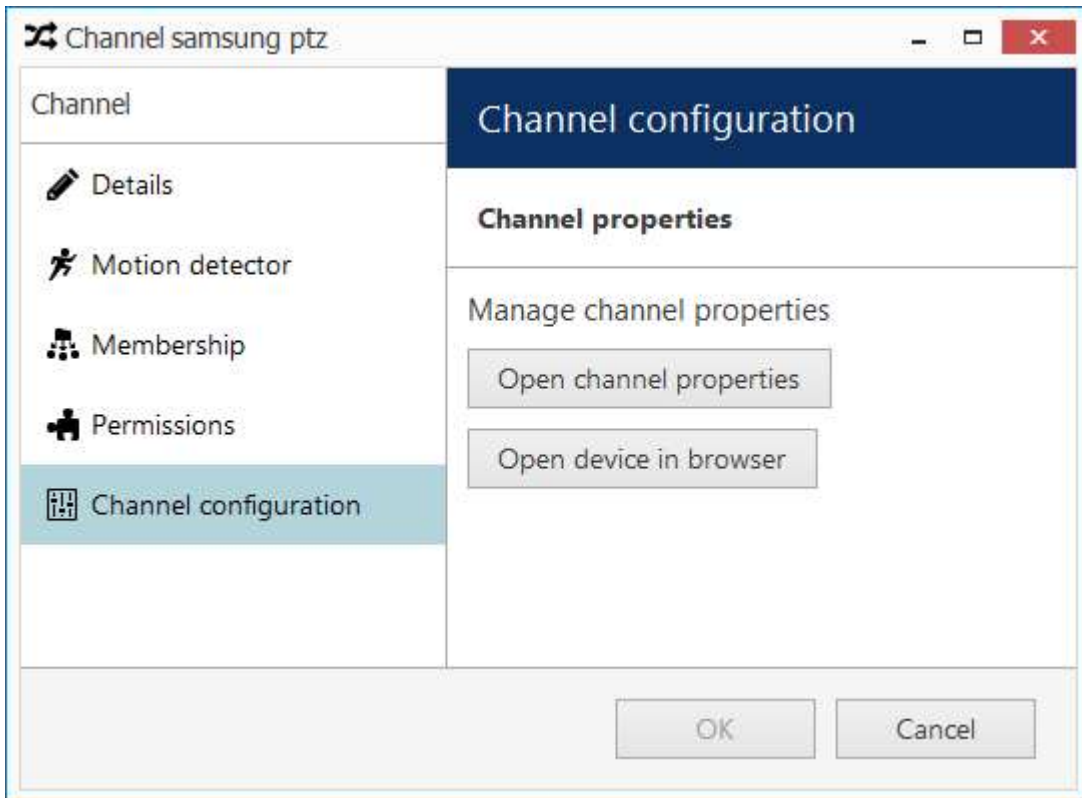 Channel samsung ptz
Channel
Details
Motion detector
Membership
Permissions
Channel configuration
Channel configuration
Channel properties
Manage channel properties
Open channel properties
Open device in browser
OK
Cancel